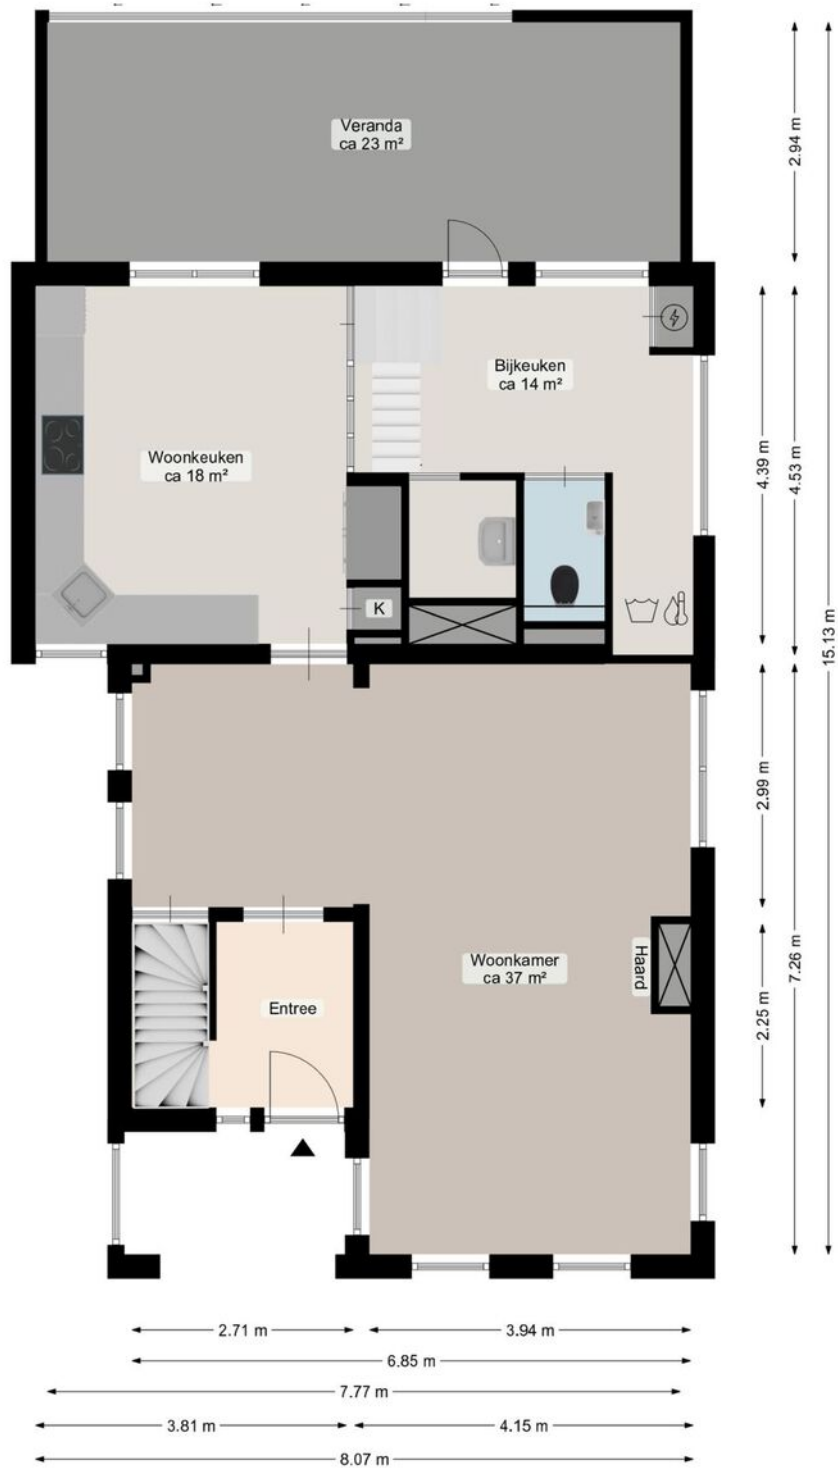 Veranda
ca 23 m²
2.94 m
Bijkeuken
ca 14 m²
Woonkeuken
ca 18 m²
4.39 m
4.53 m
K
15.13 m
2.99 m
Woonkamer
ca 37 m²
Haard
7.26 m
Entree
2.25 m
2.71 m
3.94 m
6.85 m
7.77 m
3.81 m
4.15 m
8.07 m